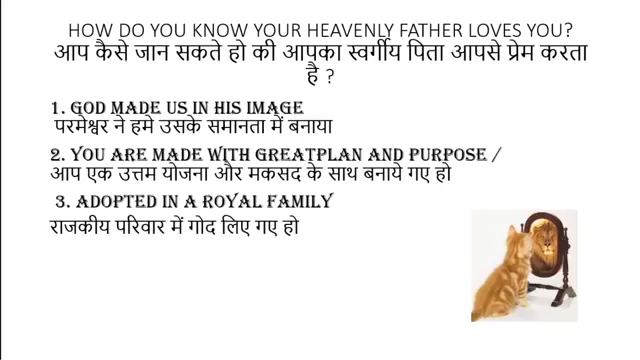 HOW DO YOU KNOW YOUR HEAVENLY FATHER LOVES YOU?
आप कैसे जान सकते हो की आपका स्वर्गीय पिता आपसे प्रेम करता
है ?
1. GOD MADE US IN HIS IMAGE
परमेश्वर ने हमे उसके समानता में बनाया
2. YOU ARE MADE WITH GREATPLAN AND PURPOSE /
आप एक उत्तम योजना और मकसद के साथ बनाये गए हो
3. ADOPTED IN A ROYAL FAMILY
राजकीय परिवार में गोद लिए गए हो